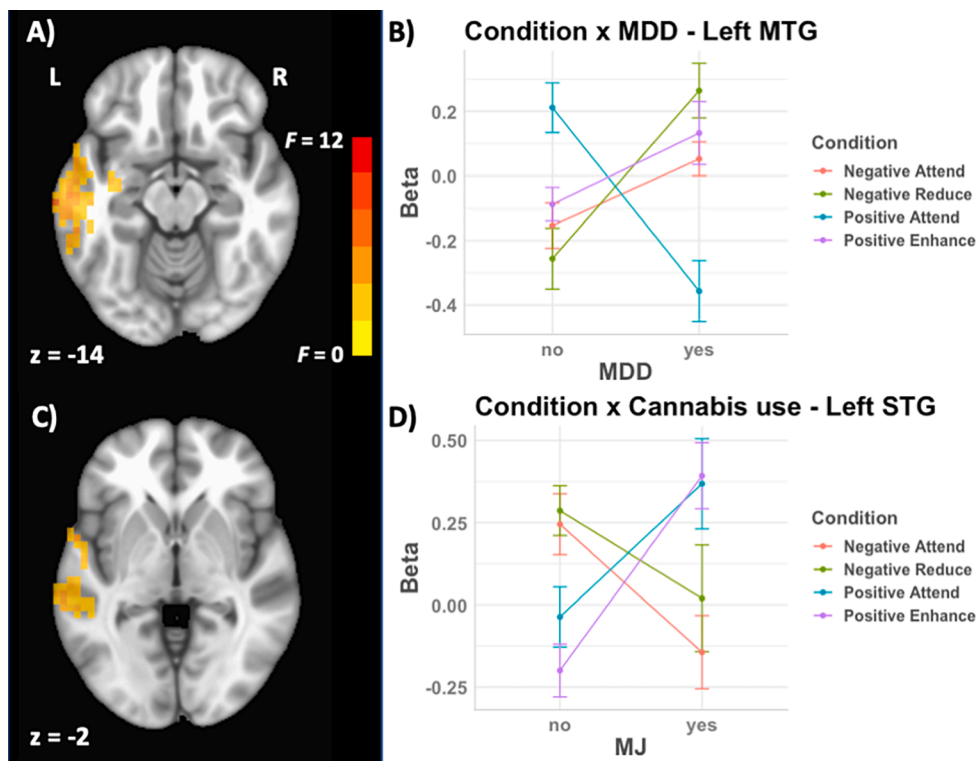 A)
L
R
F = 12
F = 0
z = -14
B)
Condition x MDD - Left MTG
0.2
0.0
-0.2
-0.4
Beta
no
yes
MDD
Condition
Negative Attend
Negative Reduce
Positive Attend
Positive Enhance
C)
z = -2
D)
Condition x Cannabis use - Left STG
0.50
0.25
0.00
-0.25
Beta
no
yes
MJ
Condition
Negative Attend
Negative Reduce
Positive Attend
Positive Enhance